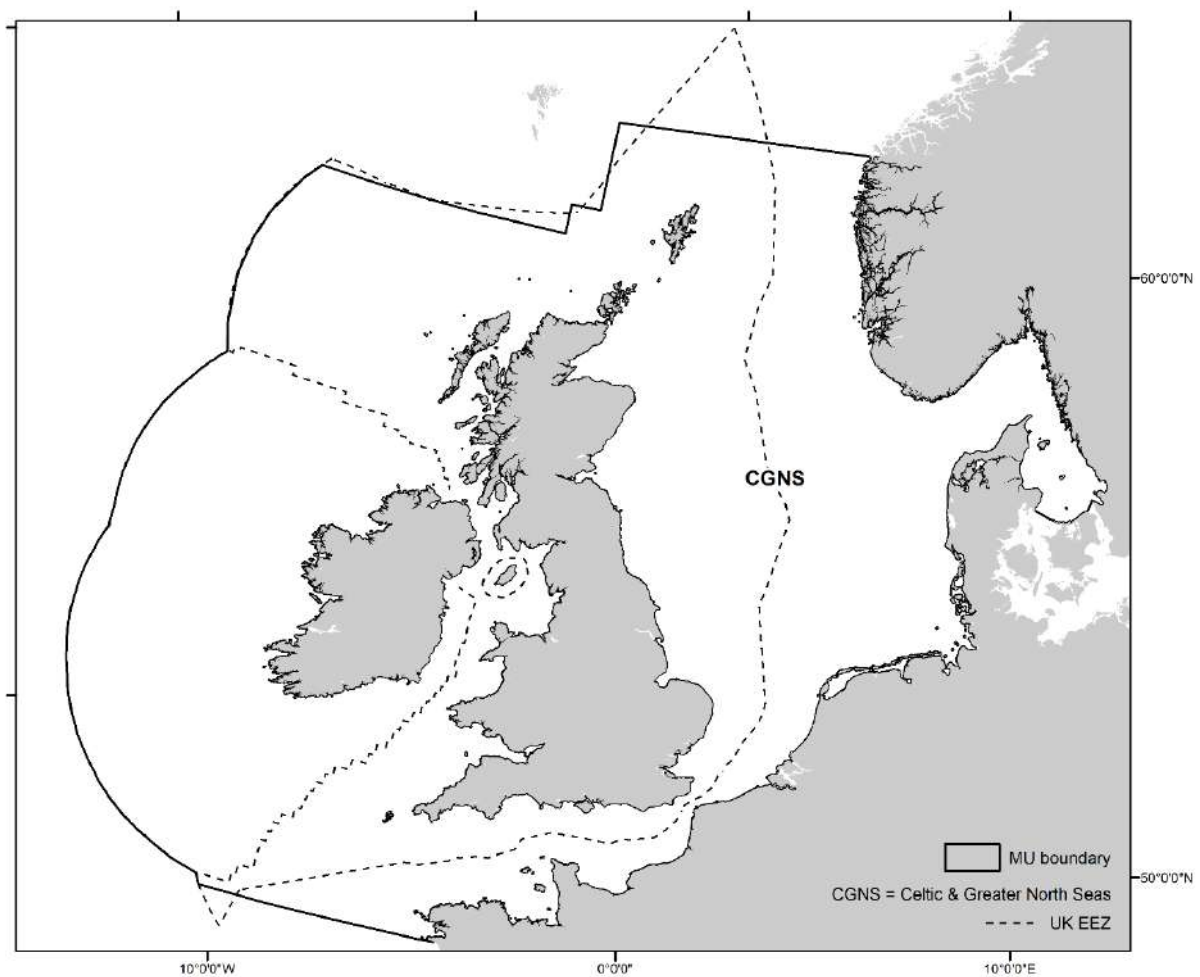 60°0'0"N
CGNS
MU boundary
CGNS = Celtic & Greater North Seas
50°0'0"N
UK EEZ
10°0'0"W
0°0'0"
10°0'0"E